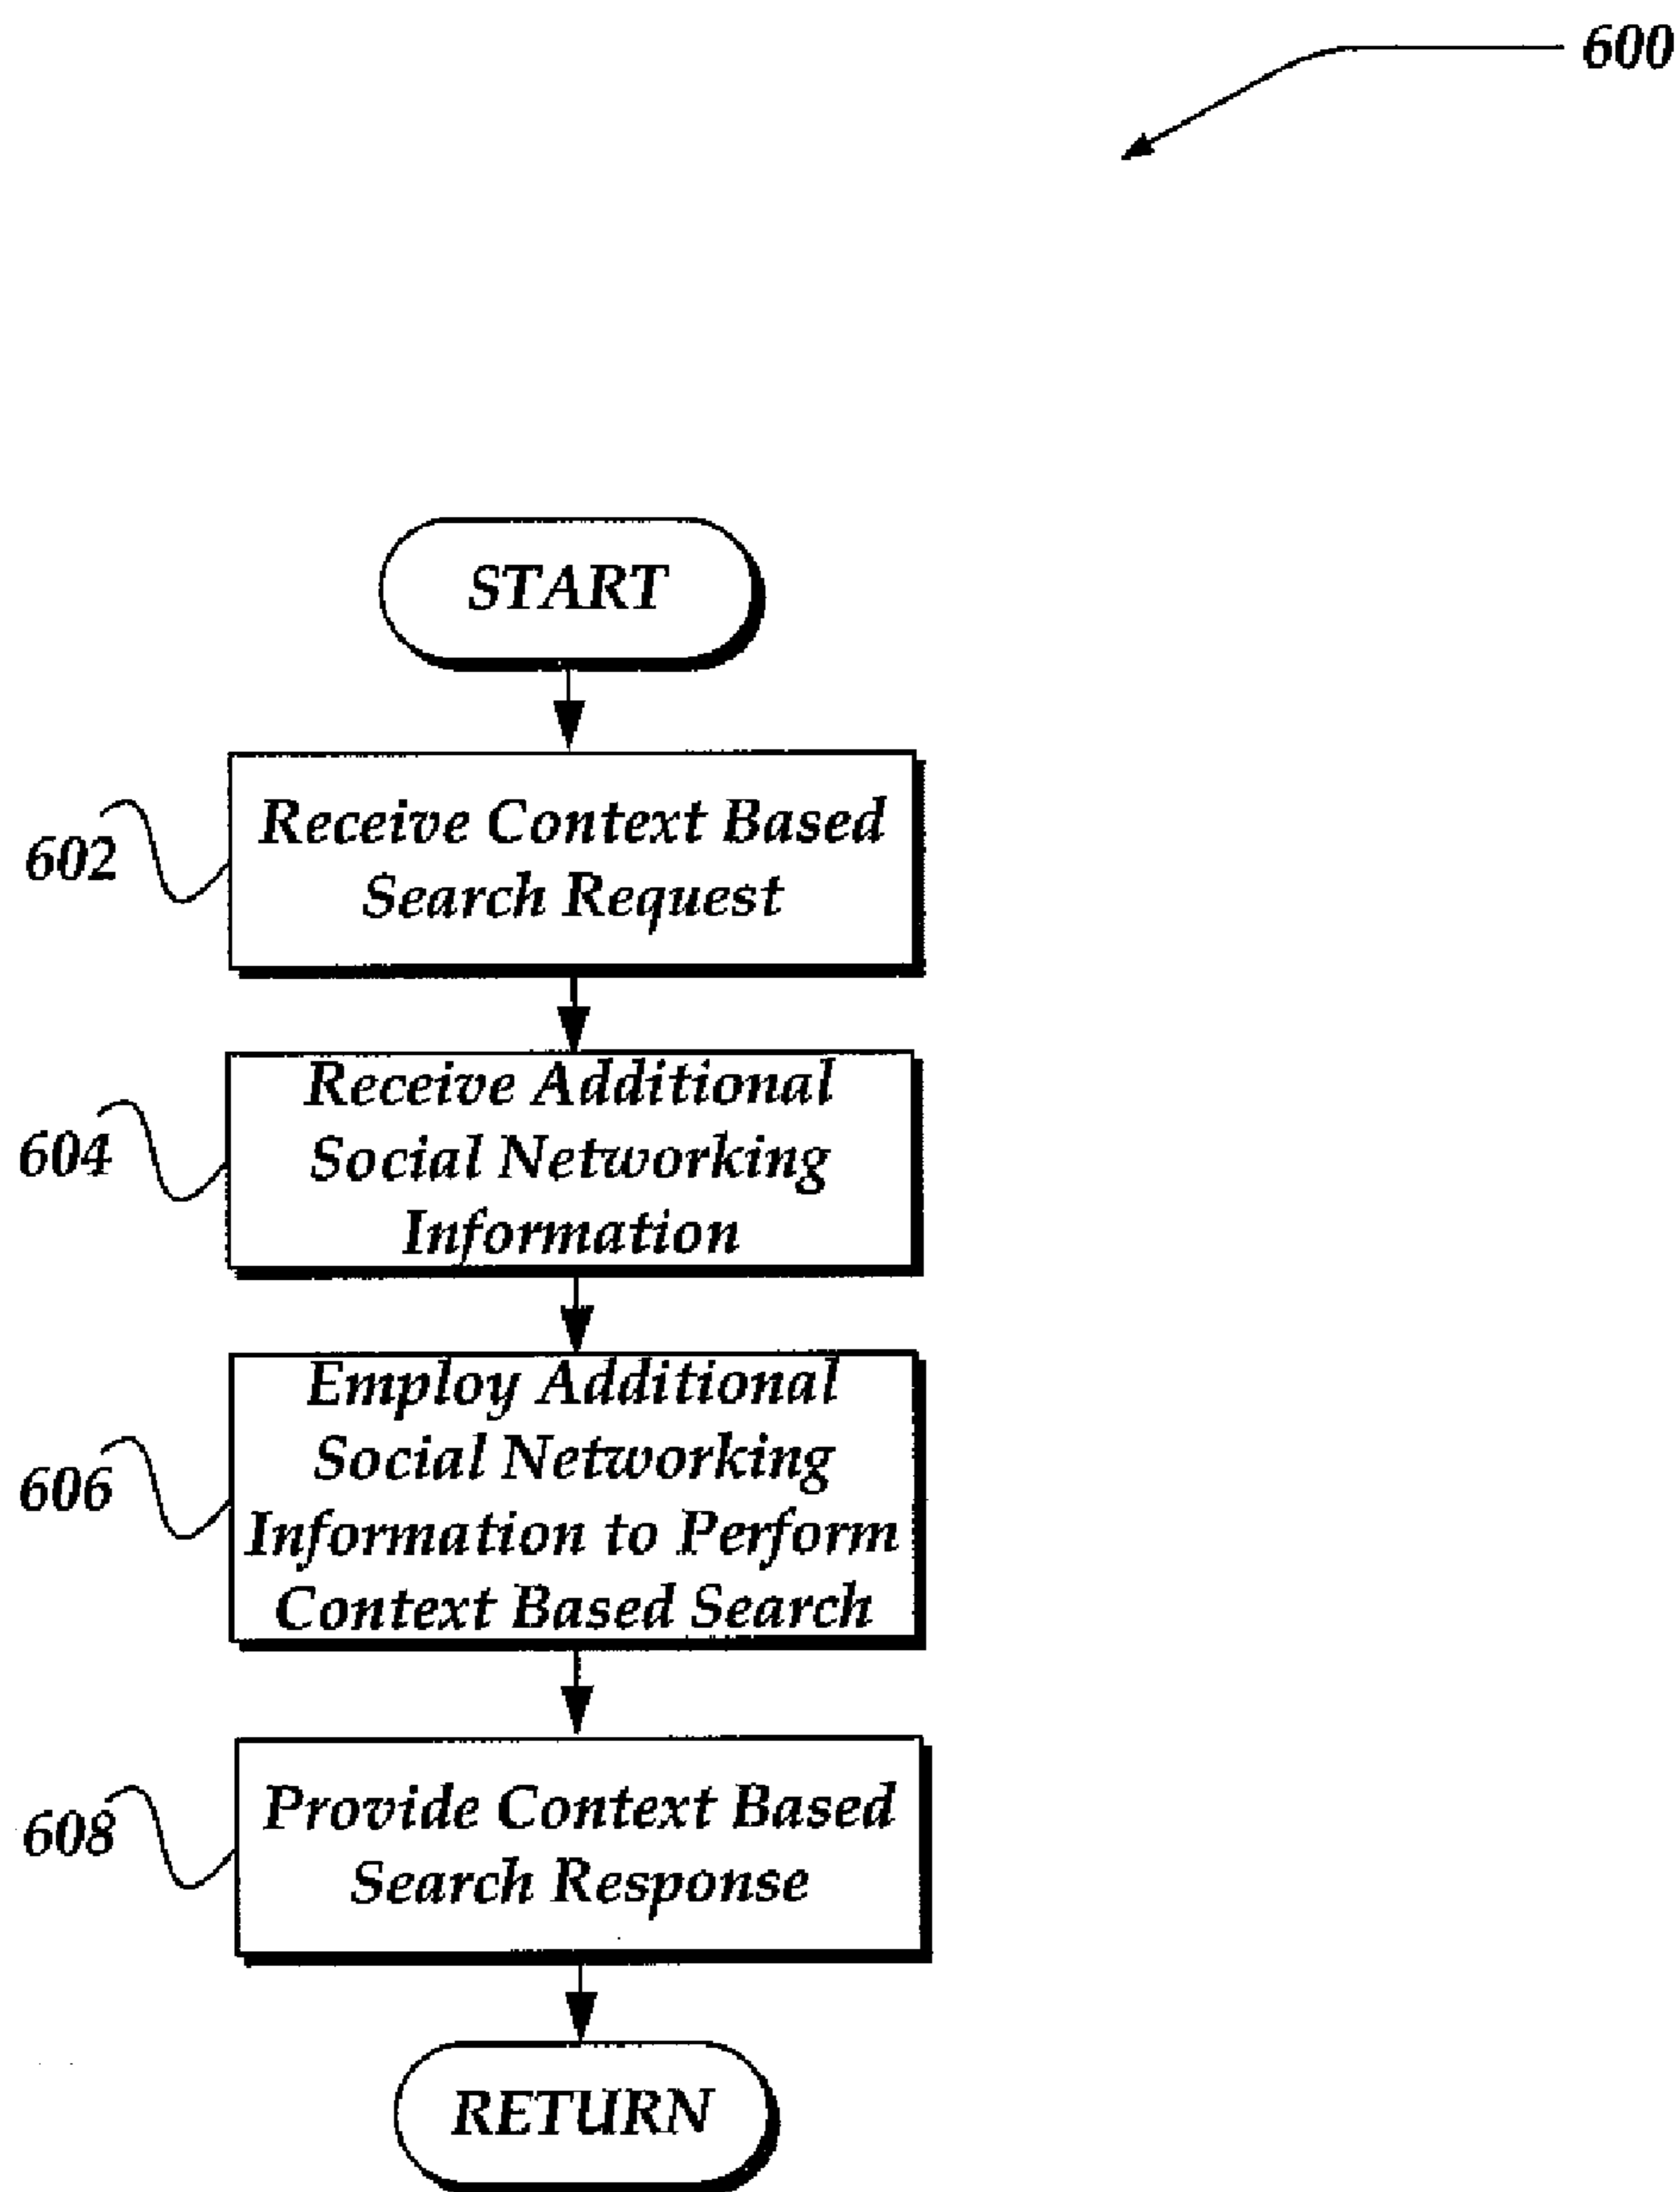 600
START
602
Receive Context Based
Search Request
604
Receive Additional
Social Networking
Information
606
Employ Additional
Social Networking
Information to Perform
Context Based Search
608
Provide Context Based
Search Response
RETURN